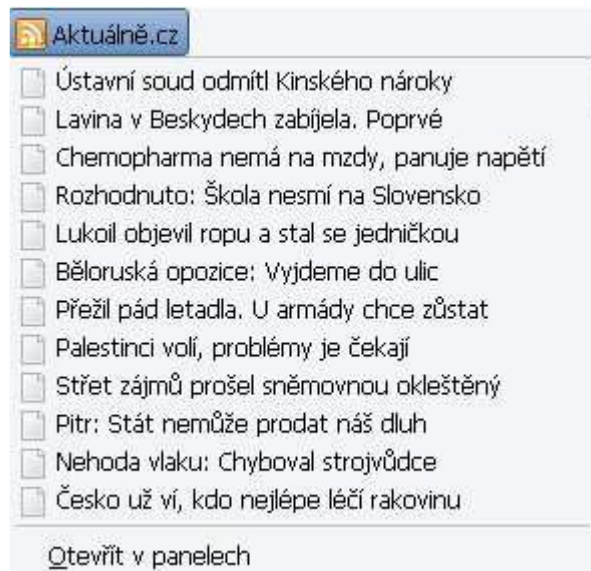 Aktuálně.cz
Ústavní soud odmítl Kinského nároky
Lavina v Beskydech zabíjela. Poprvé
Chemopharma nemá na mzdy, panuje napětí
Rozhodnuto: Škola nesmí na Slovensko
Lukoil objevil ropu a stal se jedničkou
Běloruská opozice: Vyjdeme do ulic
Přežil pád letadla. U armády chce zůstat
Palestinci volí, problémy je čekají
Střet zájmů prošel sněmovnou okleštěný
Pitr: Stát nemůže prodat náš dluh
Nehoda vlaku: Chyboval strojvůdce
Česko už ví, kdo nejlépe léčí rakovinu
Otevřít v panelech